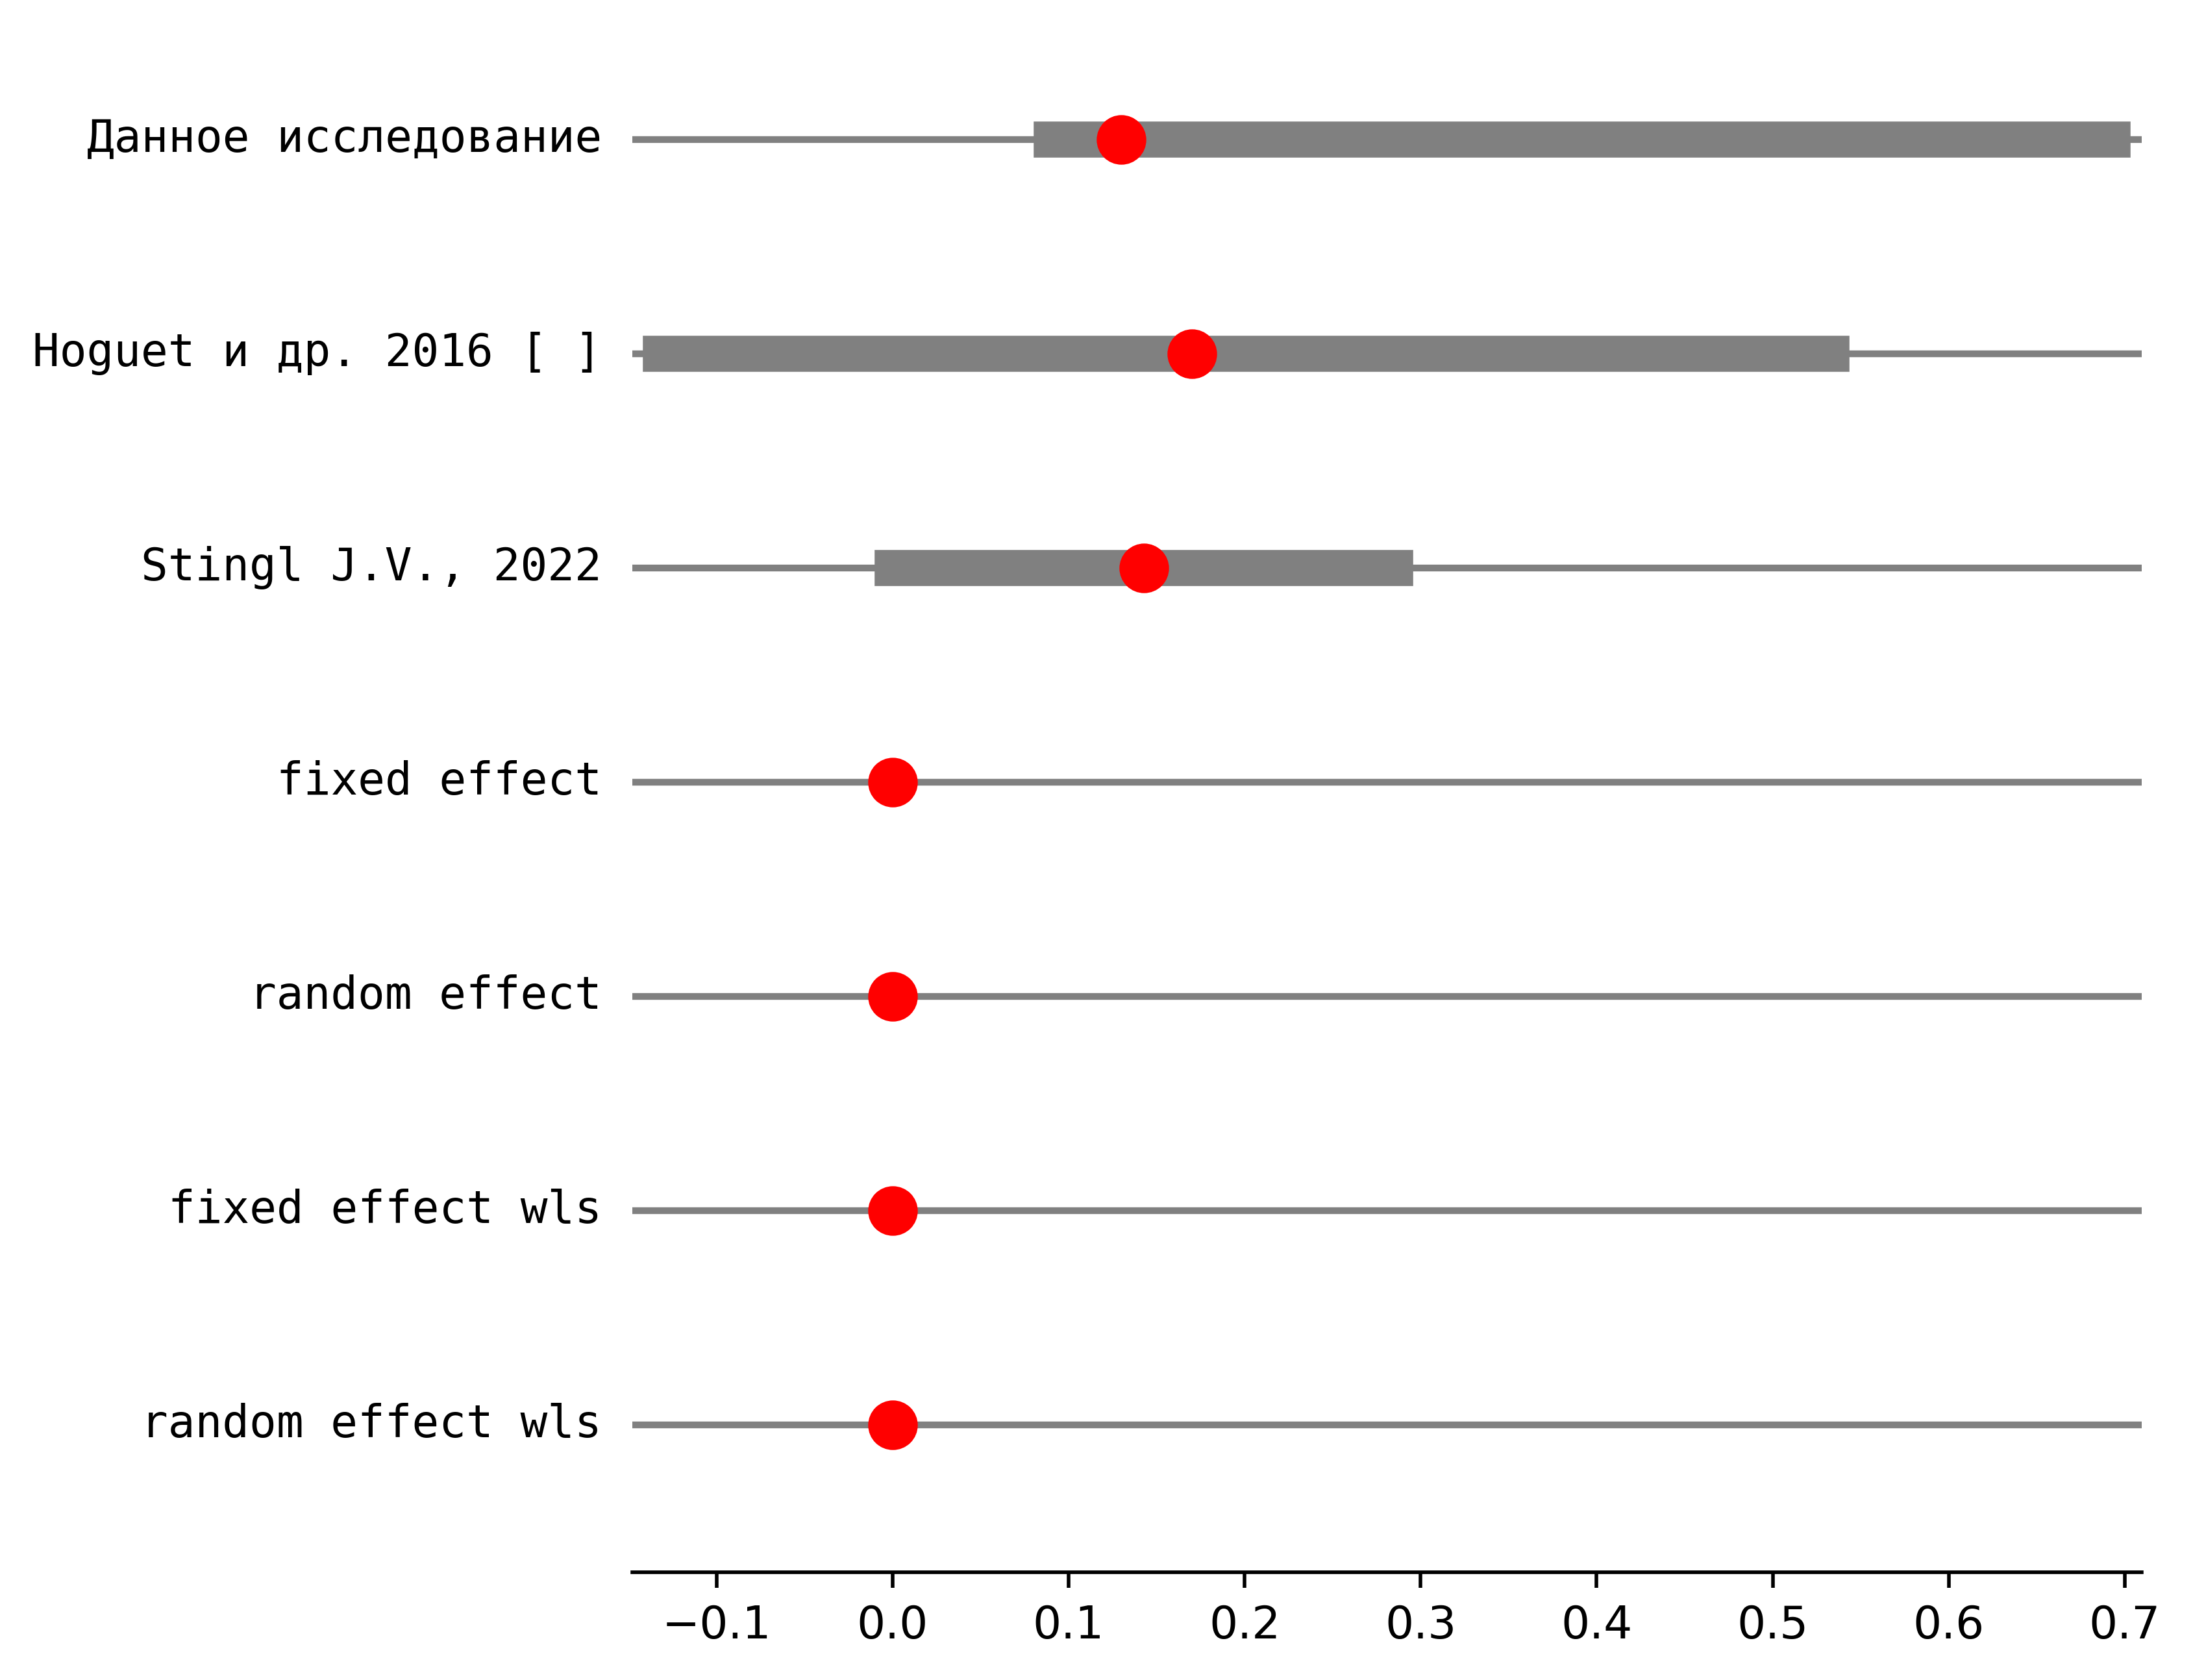 Данное исследование
Hoguet и др. 2016 [ ]
Stingl J.V., 2022
fixed effect
random effect
fixed effect wls
random effect wls
−0.1 0.0 0.1 0.2 0.3 0.4 0.5 0.6 0.7